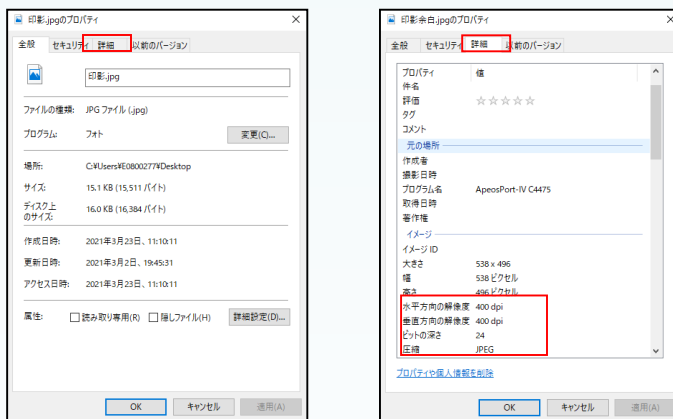 印影.jpgのプロパティ
全般 セキュリティ 詳細 以前のバージョン
印影.jpg
ファイルの種類: JPG ファイル (.jpg)
プログラム: フォト 変更(C)...
場所: C:¥Users¥E0800277¥Desktop
サイズ: 15.1 KB (15,511 バイト)
ディスク上
のサイズ: 16.0 KB (16,384 バイト)
作成日時: 2021年3月23日、11:10:11
更新日時: 2021年3月2日、19:45:31
アクセス日時: 2021年3月23日、11:10:11
属性: 読み取り専用(R) 隠しファイル(H) 詳細設定(D)...
OK キャンセル 適用(A)
印影余白.jpgのプロパティ
全般 セキュリティ 詳細 以前のバージョン
プロパティ 値
件名
評価 ☆☆☆☆☆
タグ
コメント
元の場所
作成者
撮影日時
プログラム名 ApeosPort-IV C4475
取得日時
著作権
イメージ
イメージ ID
大きさ 538 x 496
幅 538 ピクセル
高さ 496 ピクセル
水平方向の解像度 400 dpi
垂直方向の解像度 400 dpi
ビットの深さ 24
圧縮 JPEG
プロパティや個人情報を削除
OK キャンセル 適用(A)